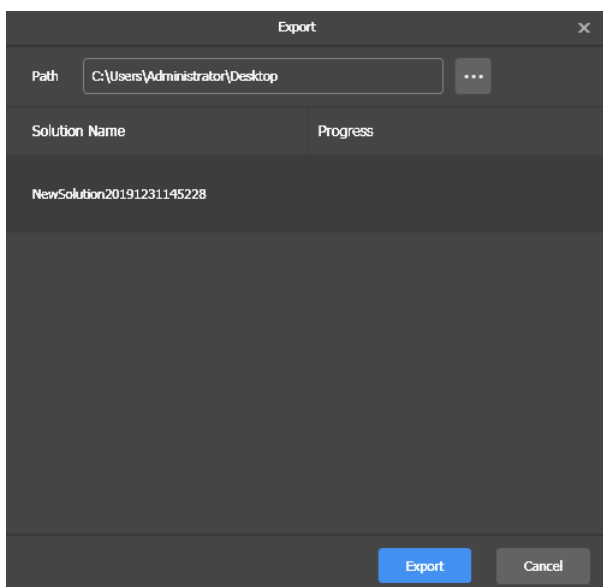 Export
Path C:\Users\Administrator\Desktop ...
Solution Name Progress
NewSolution20191231145228
Export Cancel